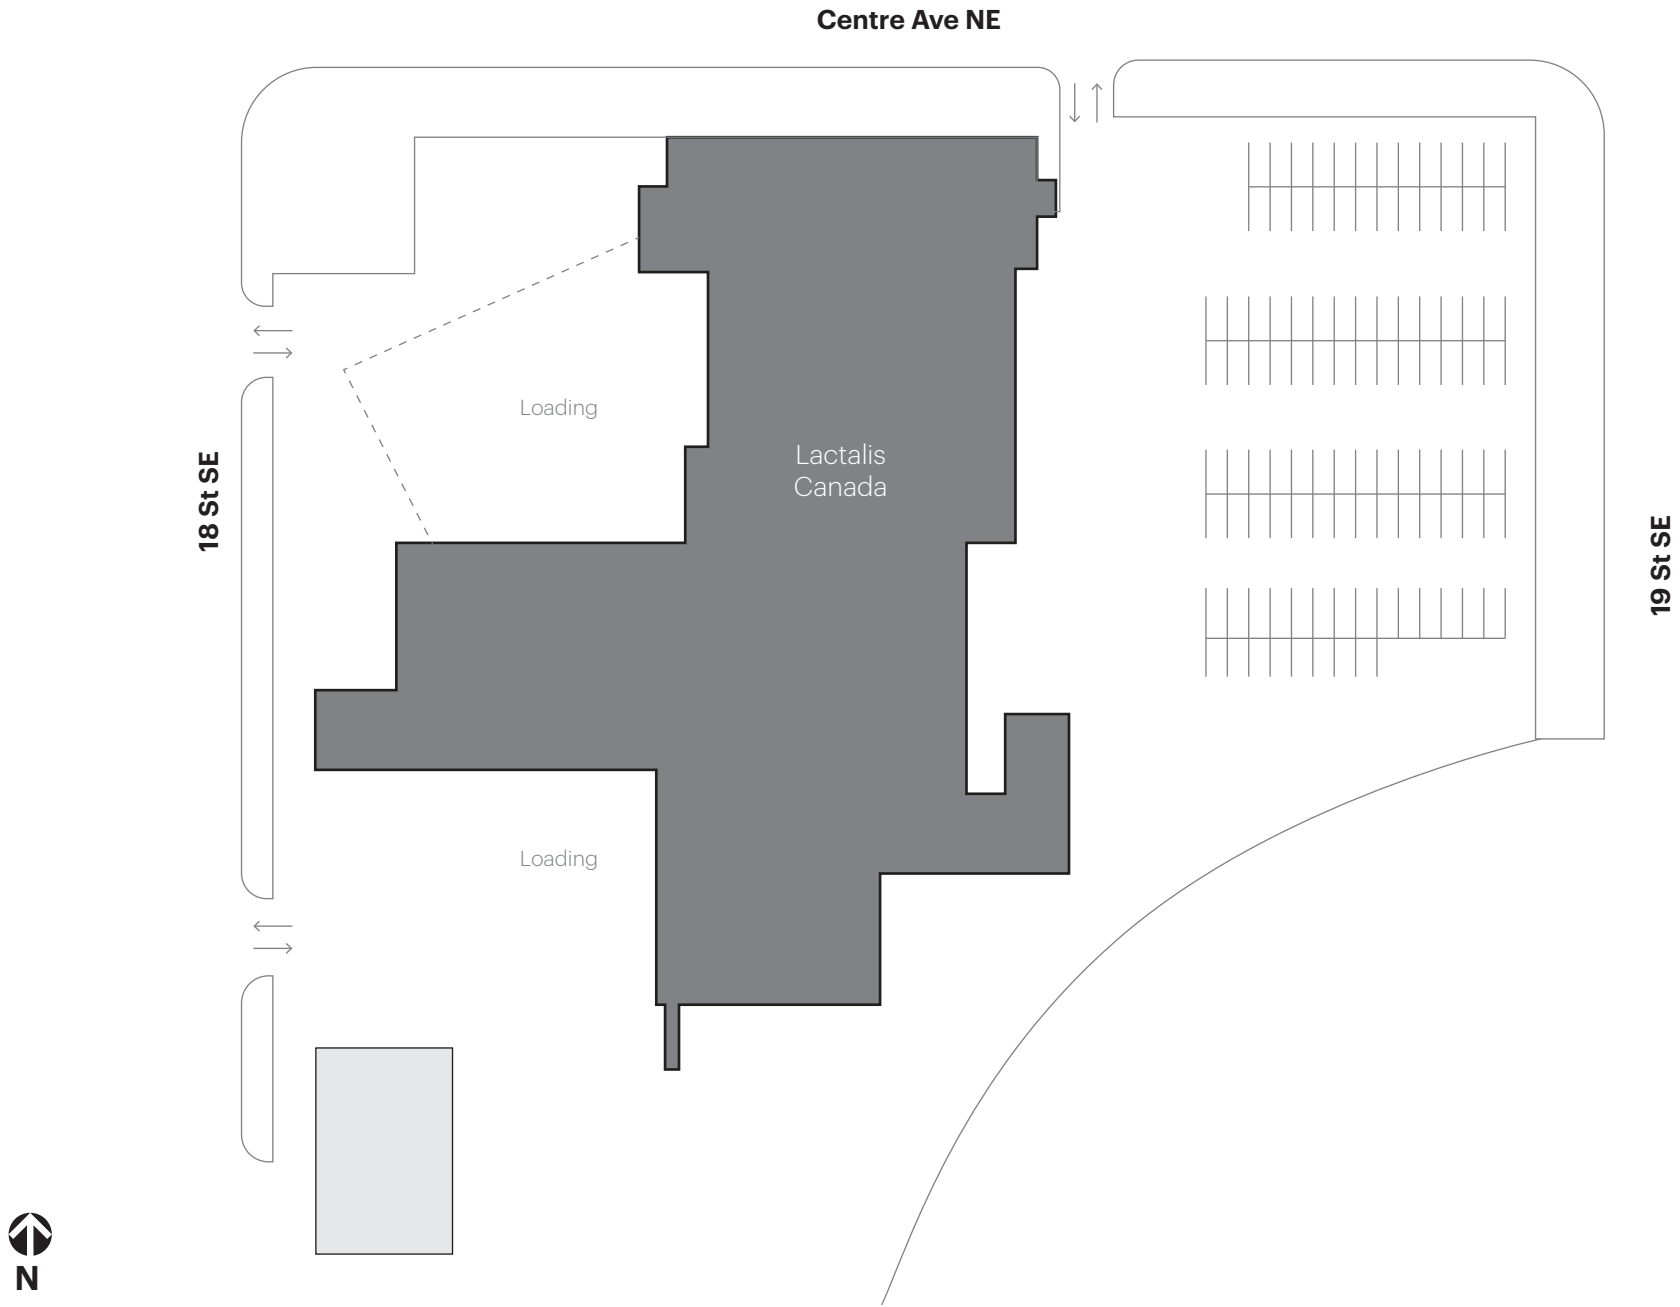 Centre Ave NE
Loading
Lactalis
Canada
18 St SE
19 St SE
Loading
N